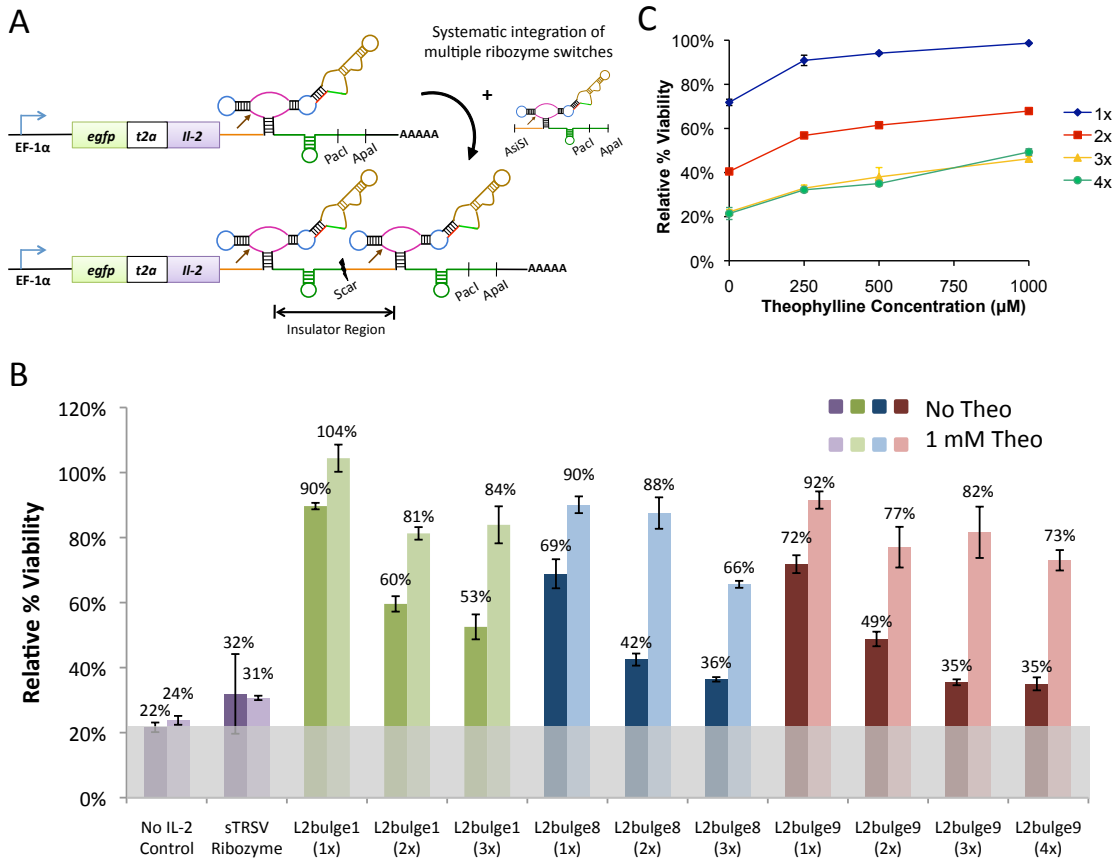 A
Systematic integration of
multiple ribozyme switches
+
EF-1α
egfp t2a Il-2
PacI ApaI
AAAAA
AsiSI PacI ApaI
EF-1α
egfp t2a Il-2
Scar
PacI ApaI
AAAAA
Insulator Region
C
Relative % Viability
100%
80%
60%
40%
20%
0%
0 250 500 750 1000
Theophylline Concentration (µM)
1x
2x
3x
4x
B
Relative % Viability
120%
100%
80%
60%
40%
20%
0%
No Theo
1 mM Theo
22% 24% 32% 31% 90% 104% 60% 81% 53% 84% 69% 90% 42% 88% 36% 66% 72% 92% 49% 77% 35% 82% 35% 73%
No IL-2 Control
sTRSV Ribozyme
L2bulge1 (1x)
L2bulge1 (2x)
L2bulge1 (3x)
L2bulge8 (1x)
L2bulge8 (2x)
L2bulge8 (3x)
L2bulge9 (1x)
L2bulge9 (2x)
L2bulge9 (3x)
L2bulge9 (4x)